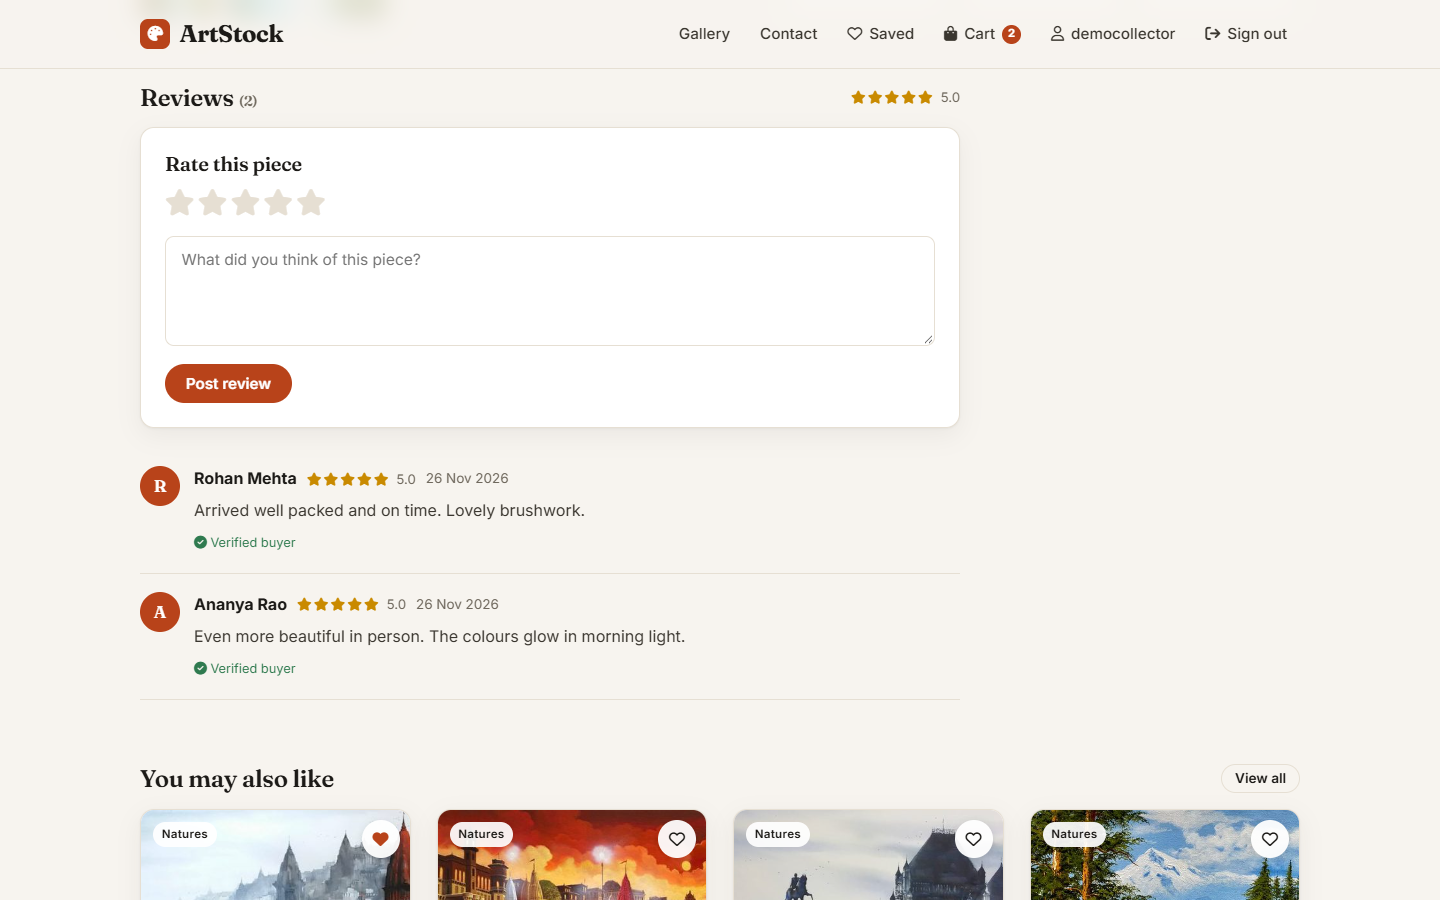 ArtStock
Gallery Contact Saved Cart 2 democollector Sign out
Reviews (2)
5.0
Rate this piece
What did you think of this piece?
Post review
R
Rohan Mehta 5.0 26 Nov 2026
Arrived well packed and on time. Lovely brushwork.
Verified buyer
A
Ananya Rao 5.0 26 Nov 2026
Even more beautiful in person. The colours glow in morning light.
Verified buyer
You may also like
View all
Natures
Natures
Natures
Natures